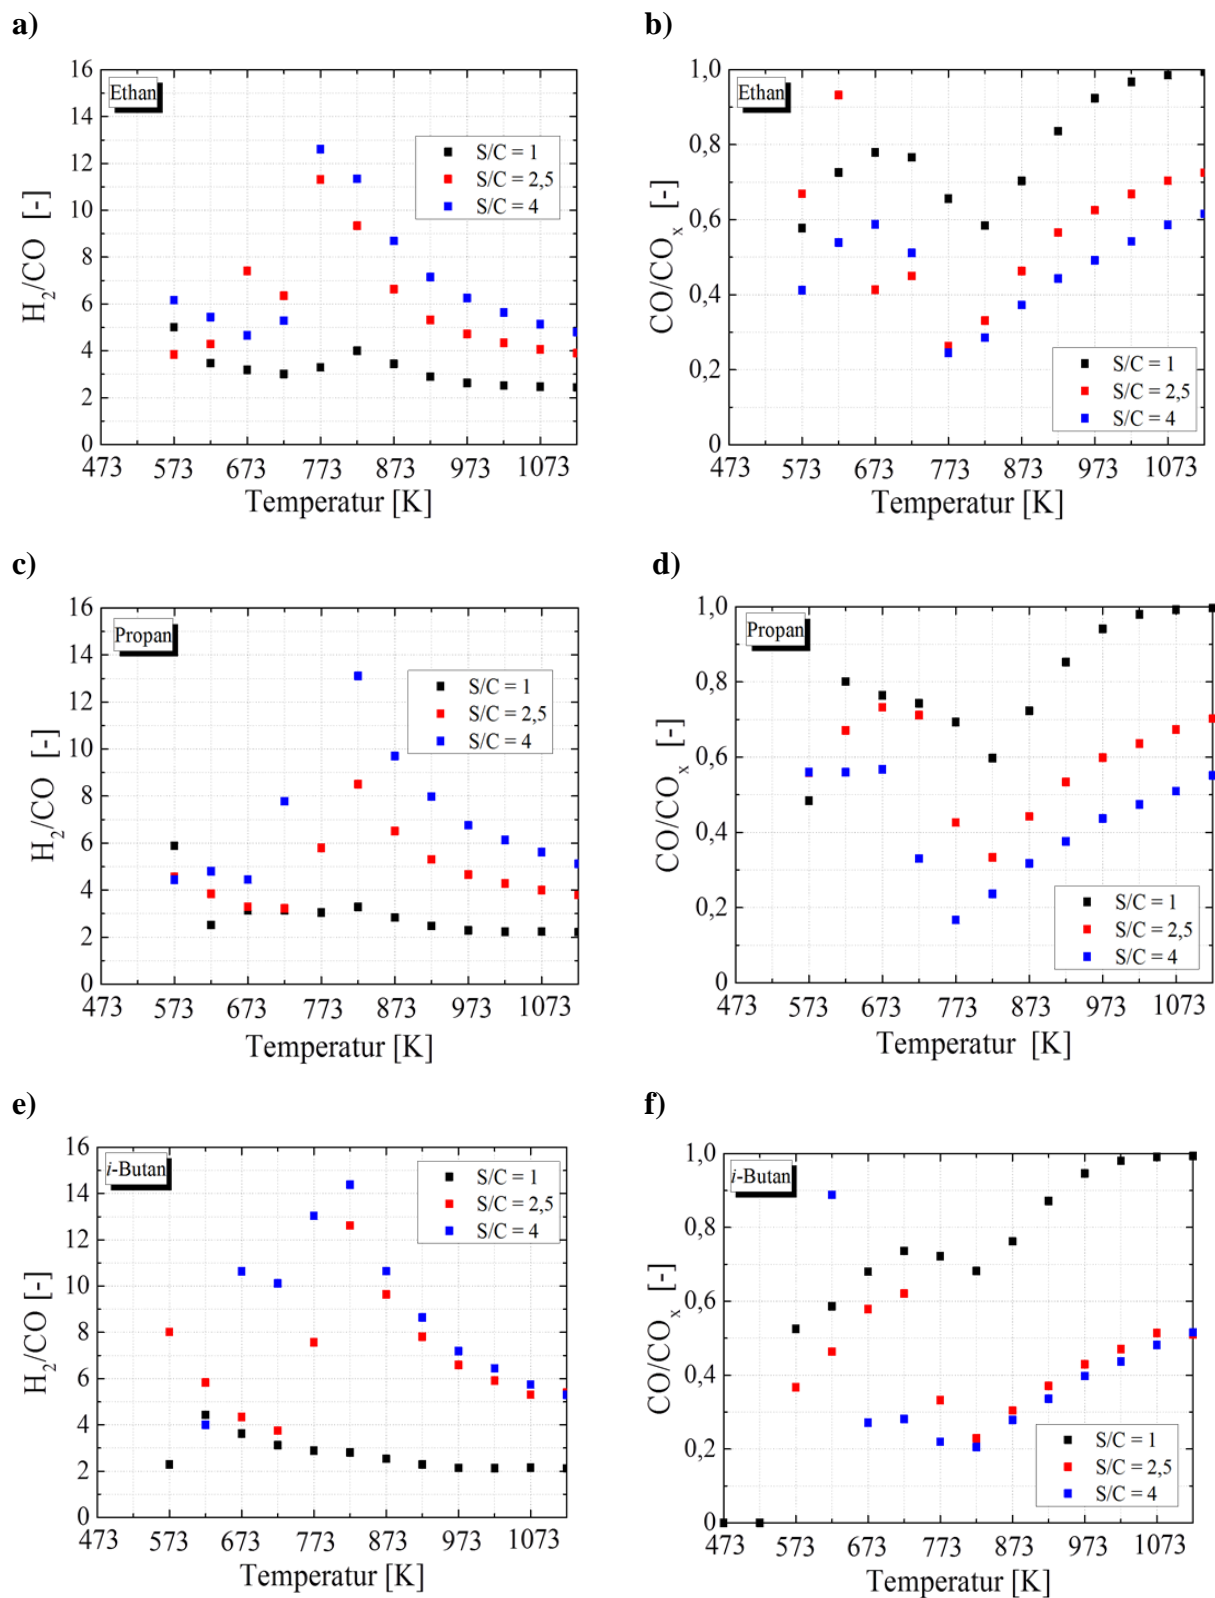 a)
16
14
12
10
8
6
4
2
0
H2/CO [-]
Ethan
S/C = 1
S/C = 2,5
S/C = 4
473 573 673 773 873 973 1073
Temperatur [K]
b)
1,0
0,8
0,6
0,4
0,2
0
CO/COx [-]
Ethan
S/C = 1
S/C = 2,5
S/C = 4
473 573 673 773 873 973 1073
Temperatur [K]
c)
16
14
12
10
8
6
4
2
0
H2/CO [-]
Propan
S/C = 1
S/C = 2,5
S/C = 4
473 573 673 773 873 973 1073
Temperatur [K]
d)
1,0
0,8
0,6
0,4
0,2
0
CO/COx [-]
Propan
S/C = 1
S/C = 2,5
S/C = 4
473 573 673 773 873 973 1073
Temperatur [K]
e)
16
14
12
10
8
6
4
2
0
H2/CO [-]
i-Butan
S/C = 1
S/C = 2,5
S/C = 4
473 573 673 773 873 973 1073
Temperatur [K]
f)
1,0
0,8
0,6
0,4
0,2
0
CO/COx [-]
i-Butan
S/C = 1
S/C = 2,5
S/C = 4
473 573 673 773 873 973 1073
Temperatur [K]